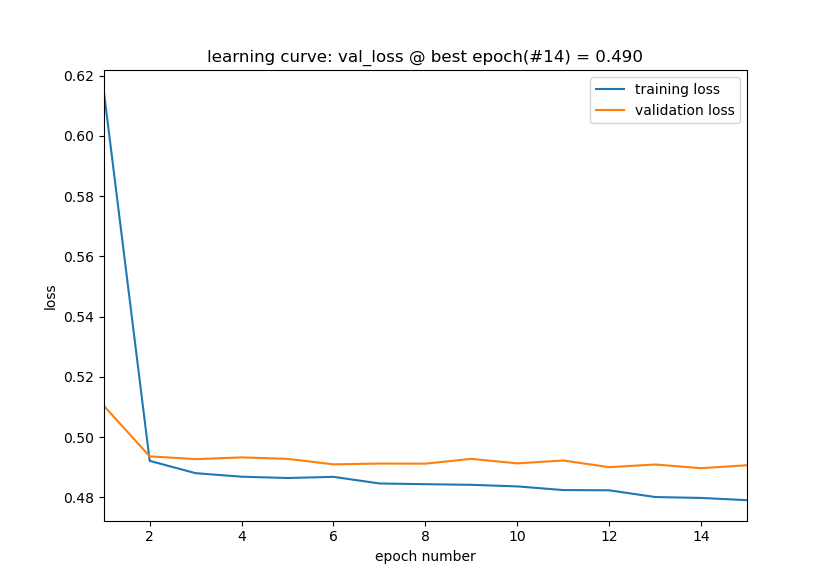 learning curve: val_loss @ best epoch(#14) = 0.490
training loss
validation loss
0.62
0.60
0.58
0.56
0.54
0.52
0.50
0.48
loss
2 4 6 8 10 12 14
epoch number